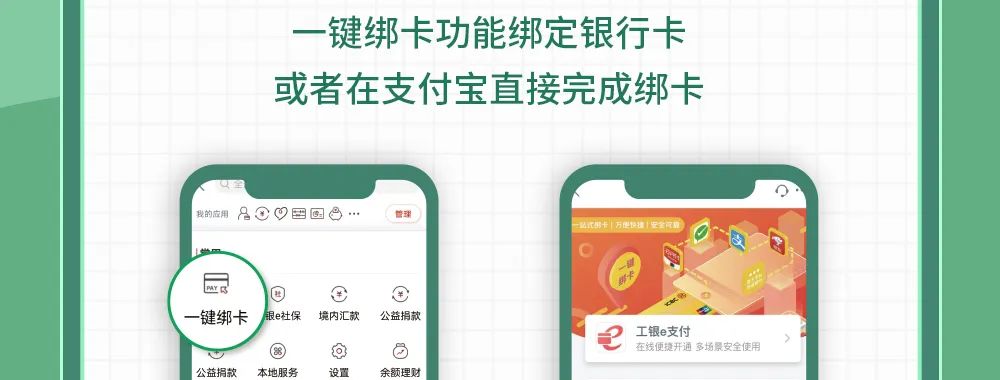 一键绑卡功能绑定银行卡
或者在支付宝直接完成绑卡
我的应用
管理
PAY
一键绑卡
银e社保
境内汇款
公益捐款
公益捐款
本地服务
设置
余额理财
一站式绑卡 | 方便快捷 | 安全可靠
一键
绑卡
ICBC
工银e支付
在线便捷开通 多场景安全使用